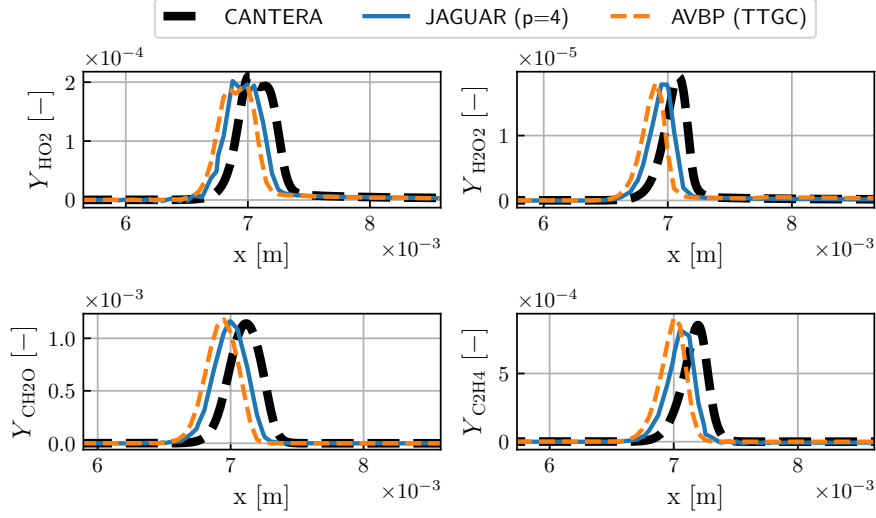 CANTERA JAGUAR (p=4) AVBP (TTGC)
×10⁻⁴
2
1
0
Y_HO2 [−]
6 7 8
×10⁻³
x [m]
×10⁻⁵
1
0
Y_H2O2 [−]
6 7 8
×10⁻³
x [m]
×10⁻³
1.0
0.5
0.0
Y_CH2O [−]
6 7 8
×10⁻³
x [m]
×10⁻⁴
5
0
Y_C2H4 [−]
6 7 8
×10⁻³
x [m]